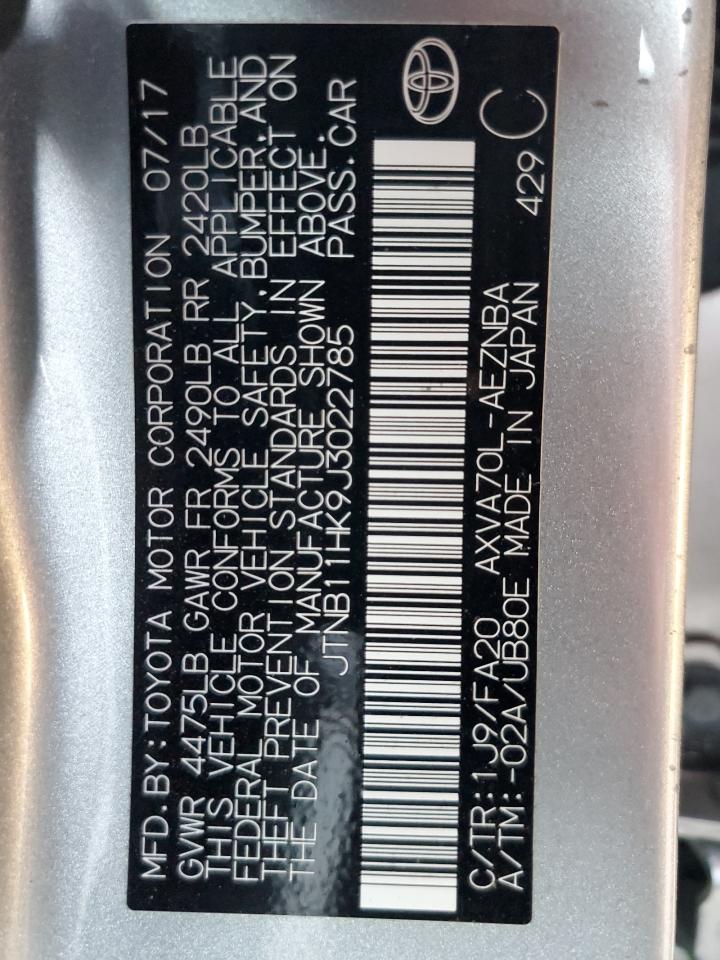 MFD.BY:TOYOTA MOTOR CORPORATION 07/17
GVWR 4475LB GAWR FR 2490LB RR 2420LB
THIS VEHICLE CONFORMS TO ALL APPLICABLE
FEDERAL MOTOR VEHICLE SAFETY, BUMPER, AND
THEFT PREVENTION STANDARDS IN EFFECT ON
THE DATE OF MANUFACTURE SHOWN ABOVE.
JTNB11HK9J3022785 PASS.CAR
C/TR:1J9/FA20 AXVA70L-AEZNBA
A/TM:-02A/UB80E MADE IN JAPAN 429 C